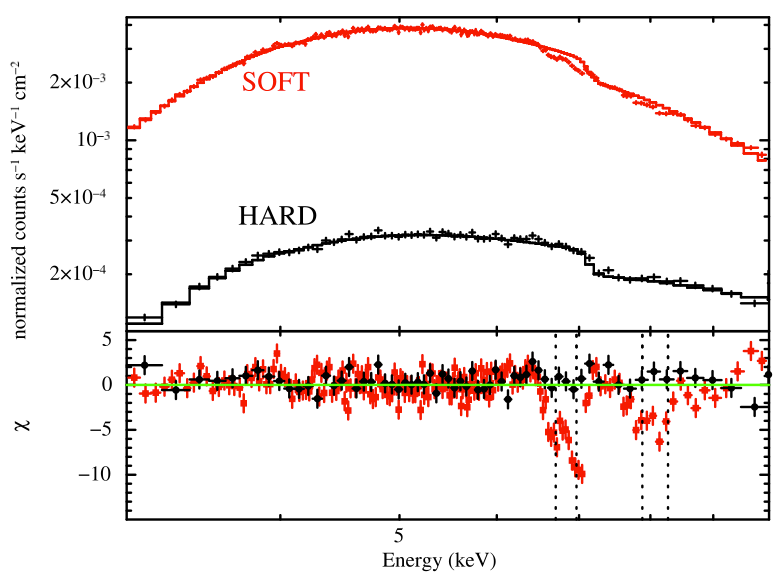 normalized counts s⁻¹ keV⁻¹ cm⁻²
2×10⁻³
10⁻³
5×10⁻⁴
2×10⁻⁴
SOFT
HARD
χ
5
0
−5
−10
5
Energy (keV)